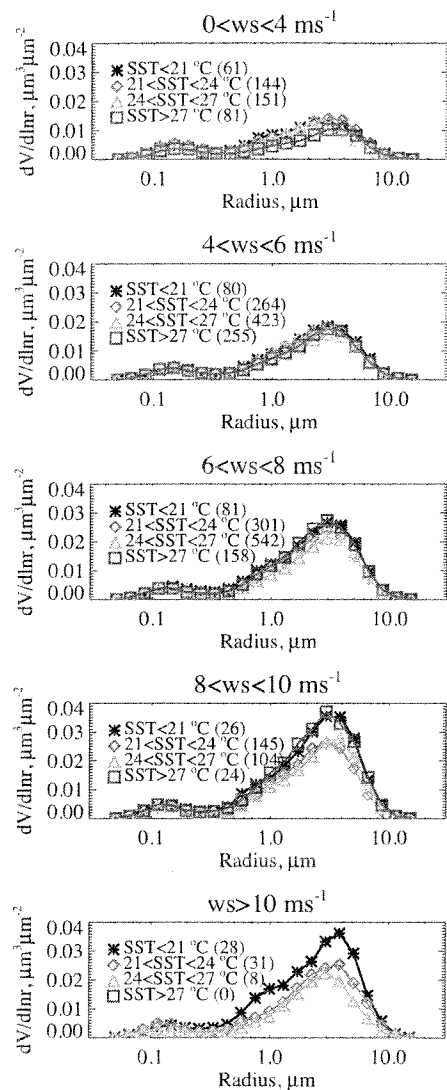 0<ws<4 ms⁻¹
dV/dlnr, μm³μm⁻²
0.04
0.03
0.02
0.01
0.00
SST<21 °C (61)
21<SST<24 °C (144)
24<SST<27 °C (151)
SST>27 °C (81)
0.1 1.0 10.0
Radius, μm
4<ws<6 ms⁻¹
dV/dlnr, μm³μm⁻²
0.04
0.03
0.02
0.01
0.00
SST<21 °C (80)
21<SST<24 °C (264)
24<SST<27 °C (423)
SST>27 °C (255)
0.1 1.0 10.0
Radius, μm
6<ws<8 ms⁻¹
dV/dlnr, μm³μm⁻²
0.04
0.03
0.02
0.01
0.00
SST<21 °C (81)
21<SST<24 °C (301)
24<SST<27 °C (542)
SST>27 °C (158)
0.1 1.0 10.0
Radius, μm
8<ws<10 ms⁻¹
dV/dlnr, μm³μm⁻²
0.04
0.03
0.02
0.01
0.00
SST<21 °C (26)
21<SST<24 °C (145)
24<SST<27 °C (104)
SST>27 °C (24)
0.1 1.0 10.0
Radius, μm
ws>10 ms⁻¹
dV/dlnr, μm³μm⁻²
0.04
0.03
0.02
0.01
0.00
SST<21 °C (28)
21<SST<24 °C (31)
24<SST<27 °C (8)
SST>27 °C (0)
0.1 1.0 10.0
Radius, μm